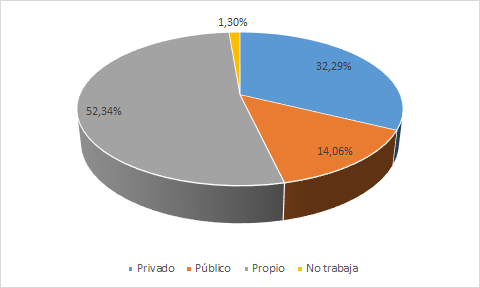 1,30%
32,29%
52,34%
14,06%
Privado Público Propio No trabaja